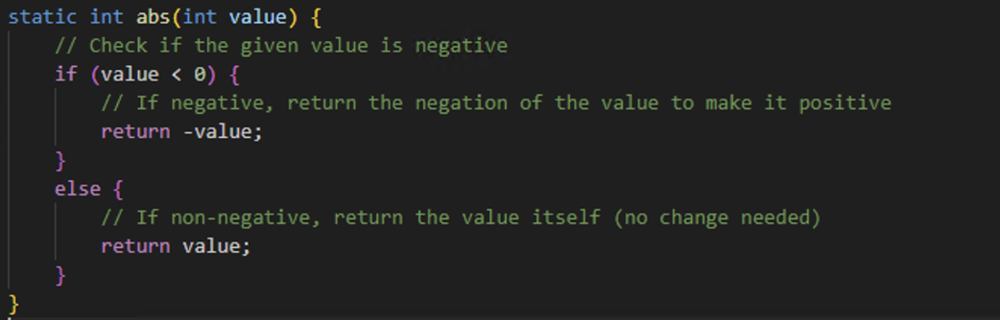 static int abs(int value) {
    // Check if the given value is negative
    if (value < 0) {
        // If negative, return the negation of the value to make it positive
        return -value;
    }
    else {
        // If non-negative, return the value itself (no change needed)
        return value;
    }
}